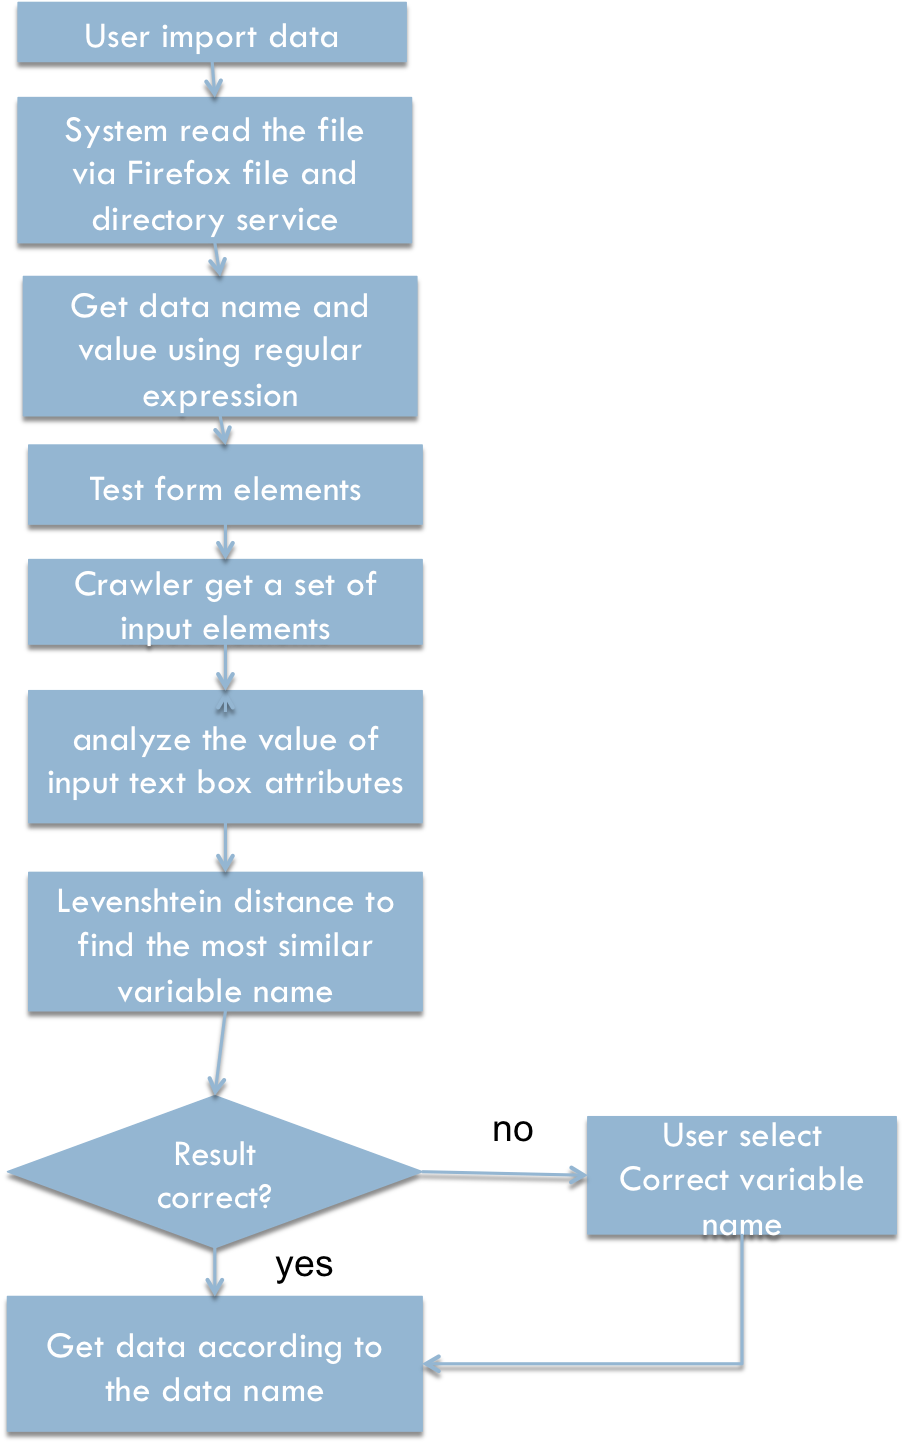 User import data
System read the file
via Firefox file and
directory service
Get data name and
value using regular
expression
Test form elements
Crawler get a set of
input elements
analyze the value of
input text box attributes
Levenshtein distance to
find the most similar
variable name
Result
correct?
no
User select
Correct variable
name
yes
Get data according to
the data name